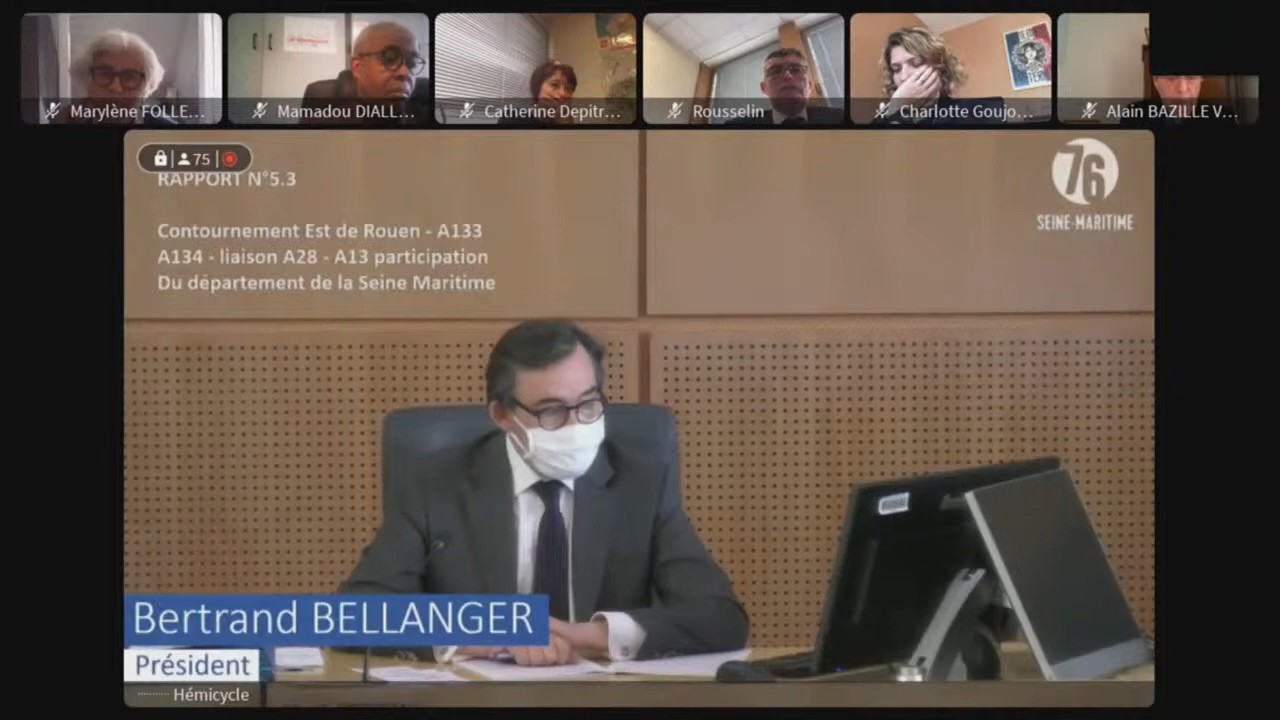 Marylène FOLLE...
Mamadou DIALL...
Catherine Depitr...
Rousselin
Charlotte Goujo...
Alain BAZILLE V...
75
RAPPORT N°5.3
76
SEINE-MARITIME
Contournement Est de Rouen - A133
A134 - liaison A28 - A13 participation
Du département de la Seine Maritime
Bertrand BELLANGER
Président
Hémicycle